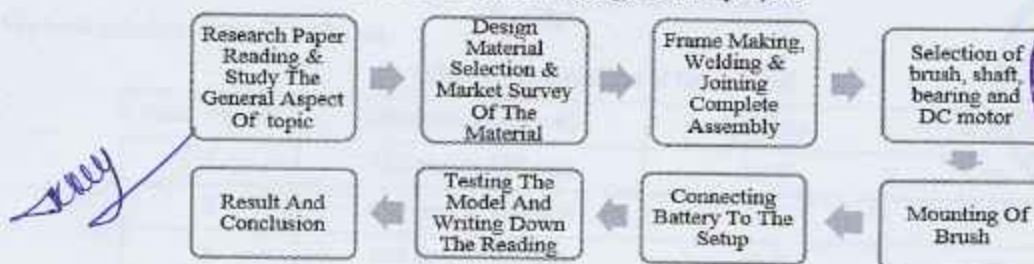 Research Paper
Reading &
Study The
General Aspect
Of topic
Design
Material
Selection &
Market Survey
Of The
Material
Frame Making,
Welding &
Joining
Complete
Assembly
Selection of
brush, shaft,
bearing and
DC motor
Mounting Of
Brush
Connecting
Battery To The
Setup
Testing The
Model And
Writing Down
The Reading
Result And
Conclusion